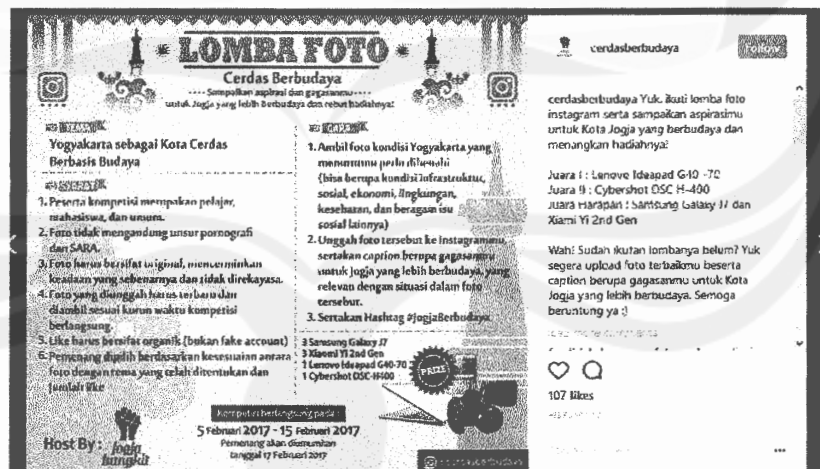 LOMBA FOTO
Cerdas Berbudaya
Sampaikan aspirasi dan gagasanmu
untuk Jogja yang lebih berbudaya dan rebut hadiahnya!
TEMA
Yogyakarta sebagai Kota Cerdas
Berbasis Budaya
SYARAT
1. Peserta kompetisi merupakan pelajar,
mahasiswa, dan umum.
2. Foto tidak mengandung unsur pornografi
dan SARA.
3. Foto harus bersifat original, mencerminkan
keadaan yang sebenarnya dan tidak direkayasa.
4. Foto yang diunggah harus terbaru dan
diambil sesuai kurun waktu kompetisi
berlangsung.
5. Like harus bersifat organik (bukan fake account)
6. Pemenang dipilih berdasarkan kesesuaian antara
foto dengan tema yang telah ditentukan dan
jumlah like
CARA
1. Ambil foto kondisi Yogyakarta yang
menurutmu perlu dibenahi
(bisa berupa kondisi infrastruktur,
sosial, ekonomi, lingkungan,
kesehatan, dan beragam isu
sosial lainnya)
2. Unggah foto tersebut ke Instagrammu,
sertakan caption berupa gagasanmu
untuk Jogja yang lebih berbudaya, yang
relevan dengan situasi dalam foto
tersebut.
3. Sertakan Hashtag #JogjaBerbudaya
3 Samsung Galaxy J7
3 Xiaomi Yi 2nd Gen
1 Lenovo Ideapad G40-70
1 Cybershot DSC-H400
PRIZE
Kompetisi berlangsung pada:
5 Februari 2017 - 15 Februari 2017
Pemenang akan diumumkan
tanggal 17 Februari 2017
Host By :
Jogja
bangkit
cerdasberbudaya
cerdasberbudaya
Follow
cerdasberbudaya Yuk, ikuti lomba foto
instagram serta sampaikan aspirasimu
untuk Kota Jogja yang berbudaya dan
menangkan hadiahnya!
Juara I : Lenovo Ideapad G40 -70
Juara II : Cybershot DSC H-400
Juara Harapan : Samsung Galaxy J7 dan
Xiami Yi 2nd Gen
Wah! Sudah ikutan lombanya belum? Yuk
segera upload foto terbaikmu beserta
caption berupa gagasanmu untuk Kota
Jogja yang lebih berbudaya. Semoga
beruntung ya :)
load more comments
107 likes